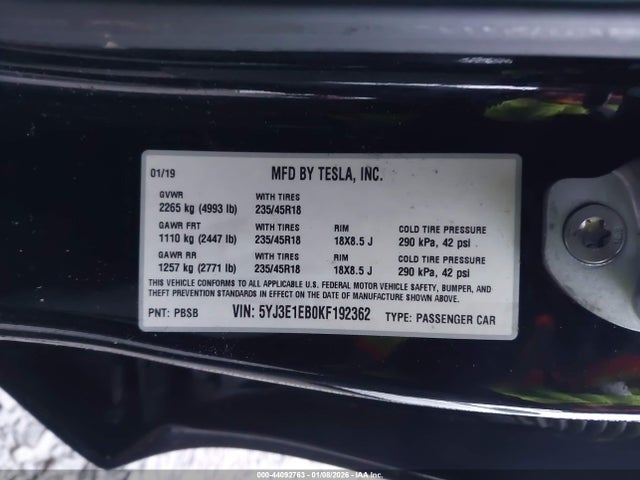 01/19 MFD BY TESLA, INC.
GVWR WITH TIRES
2265 kg (4993 lb) 235/45R18
GAWR FRT WITH TIRES RIM COLD TIRE PRESSURE
1110 kg (2447 lb) 235/45R18 18X8.5 J 290 kPa, 42 psi
GAWR RR WITH TIRES RIM COLD TIRE PRESSURE
1257 kg (2771 lb) 235/45R18 18X8.5 J 290 kPa, 42 psi
THIS VEHICLE CONFORMS TO ALL APPLICABLE U.S. FEDERAL MOTOR VEHICLE SAFETY, BUMPER, AND
THEFT PREVENTION STANDARDS IN EFFECT ON THE DATE OF MANUFACTURE SHOWN ABOVE.
PNT: PBSB VIN: 5YJ3E1EB0KF192362 TYPE: PASSENGER CAR
000-44092763 - 01/08/2026 - IAA Inc.